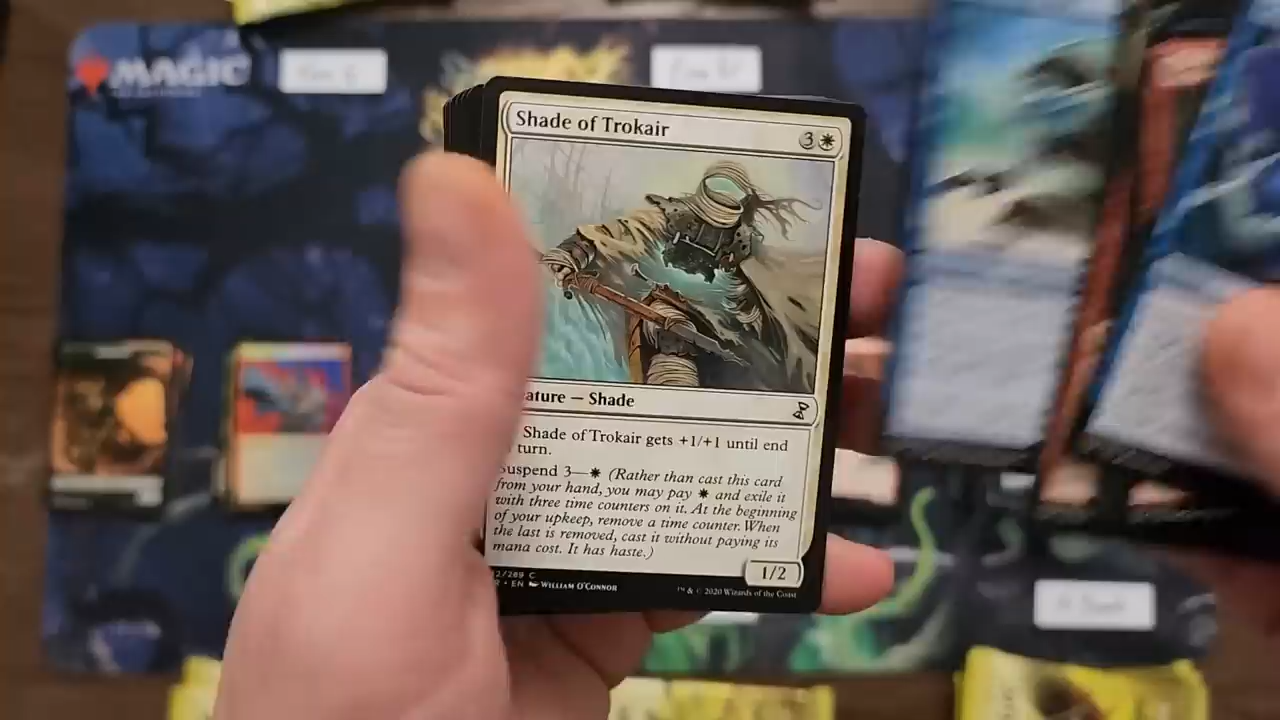 MAGIC
Shade of Trokair
3
ature — Shade
Shade of Trokair gets +1/+1 until end
turn.
Suspend 3— (Rather than cast this card
from your hand, you may pay and exile it
with three time counters on it. At the beginning
of your upkeep, remove a time counter. When
the last is removed, cast it without paying its
mana cost. It has haste.)
1/2
2/289 C
R • EN WILLIAM O'CONNOR
™ & © 2020 Wizards of the Coast